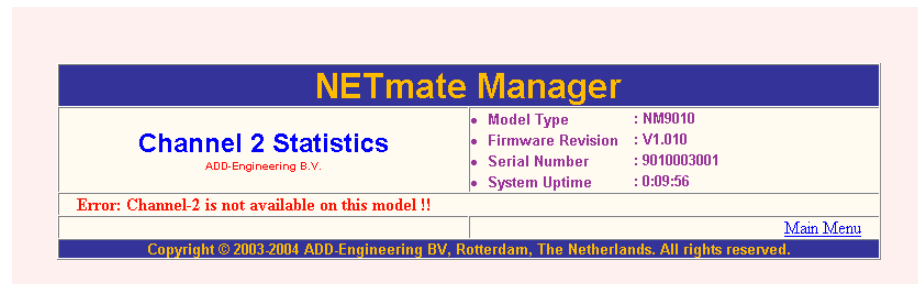 NETmate Manager
Channel 2 Statistics
ADD-Engineering B.V.
• Model Type : NM9010
• Firmware Revision : V1.010
• Serial Number : 9010003001
• System Uptime : 0:09:56
Error: Channel-2 is not available on this model !!
Main Menu
Copyright © 2003-2004 ADD-Engineering BV, Rotterdam, The Netherlands. All rights reserved.